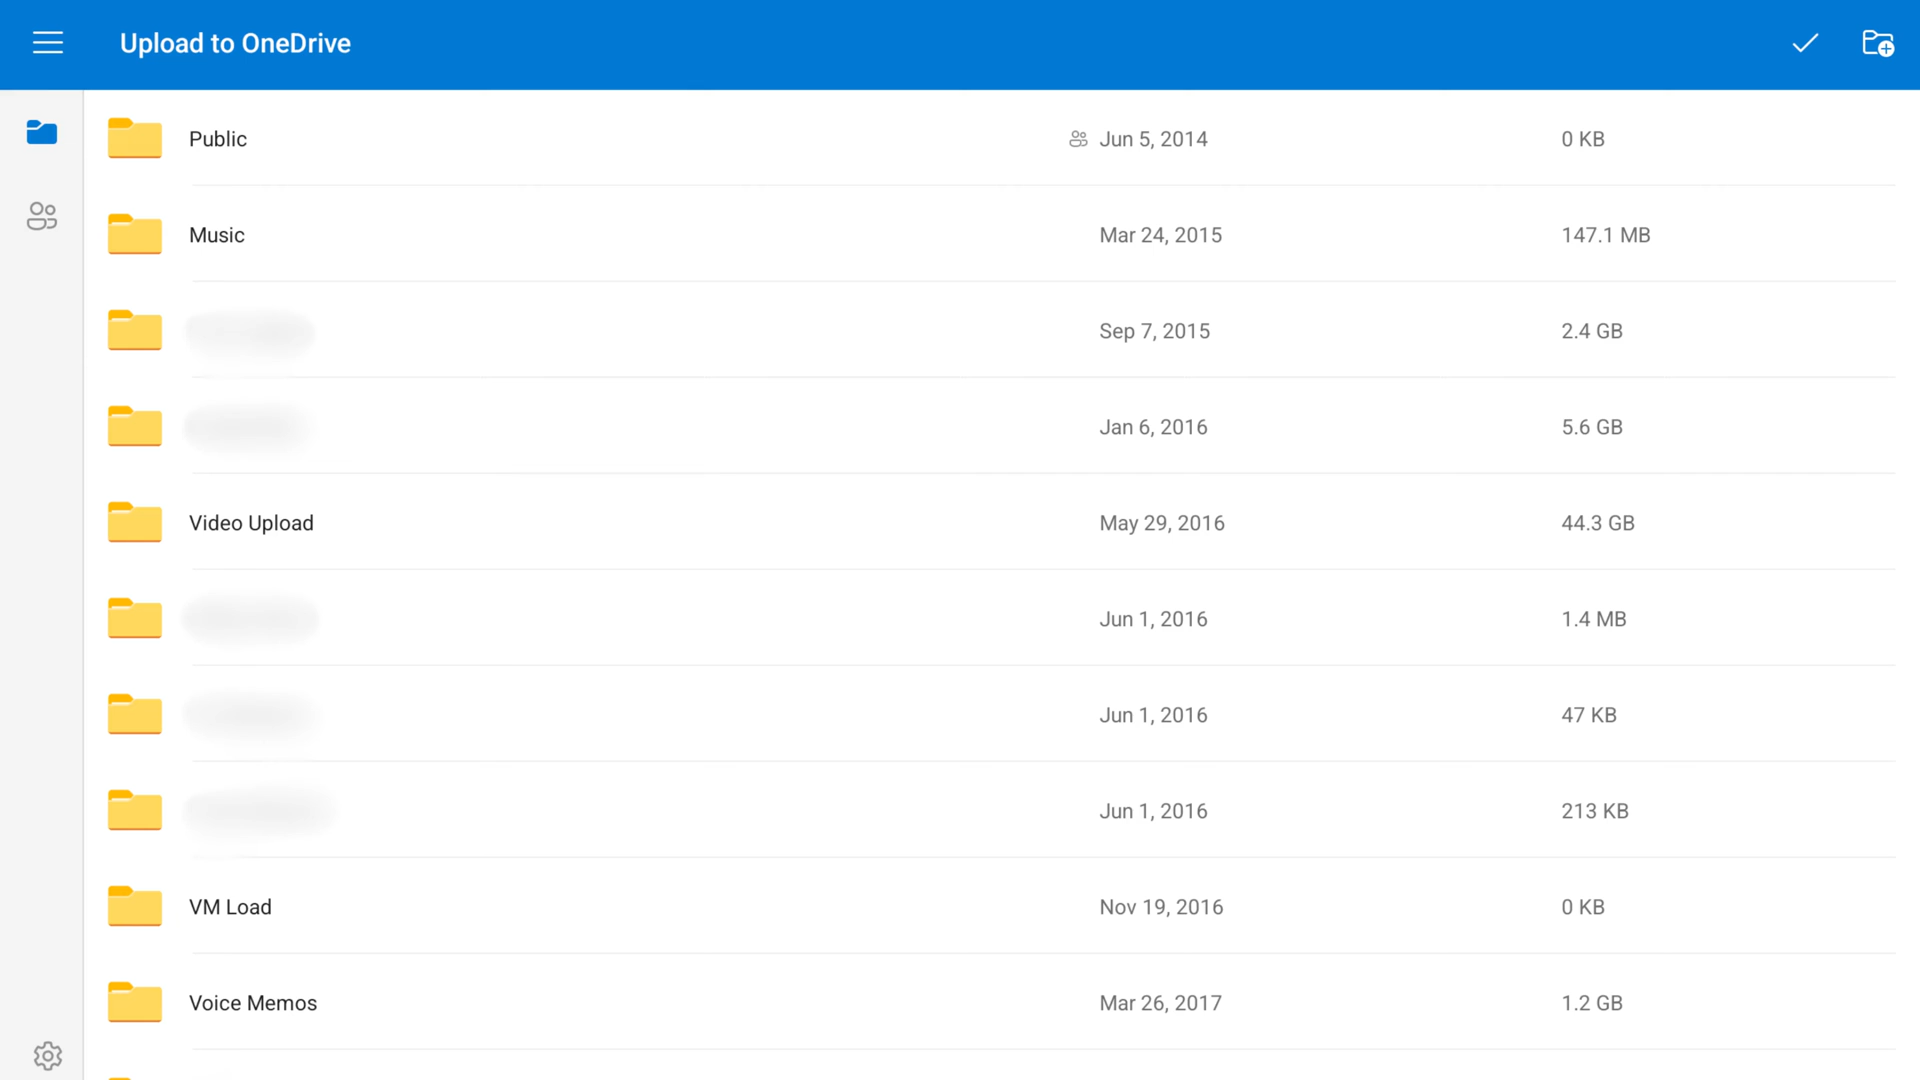 Upload to OneDrive
Public Jun 5, 2014 0 KB
Music Mar 24, 2015 147.1 MB
Sep 7, 2015 2.4 GB
Jan 6, 2016 5.6 GB
Video Upload May 29, 2016 44.3 GB
Jun 1, 2016 1.4 MB
Jun 1, 2016 47 KB
Jun 1, 2016 213 KB
VM Load Nov 19, 2016 0 KB
Voice Memos Mar 26, 2017 1.2 GB